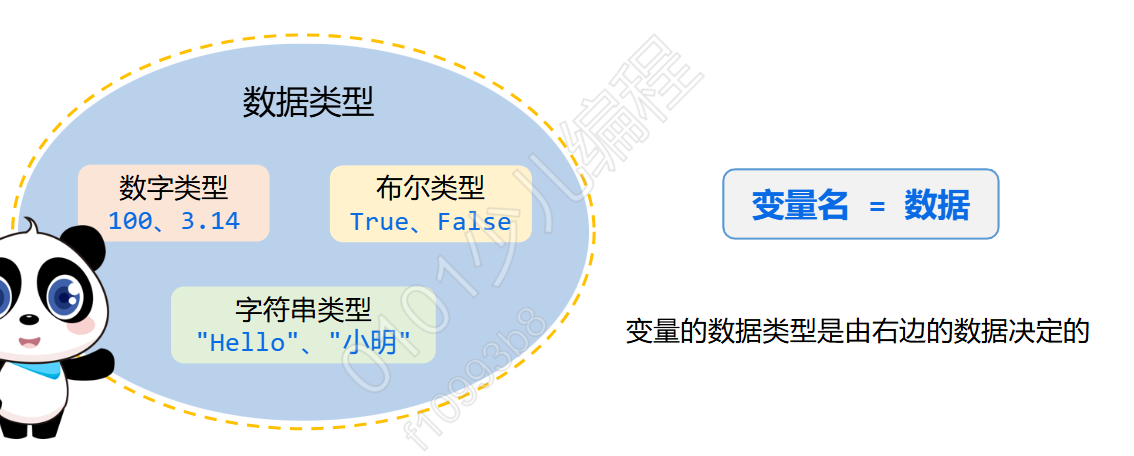 数据类型
数字类型
100、3.14
布尔类型
True、False
字符串类型
"Hello"、"小明"
变量名 = 数据
变量的数据类型是由右边的数据决定的
0101少儿编程
f10993b8